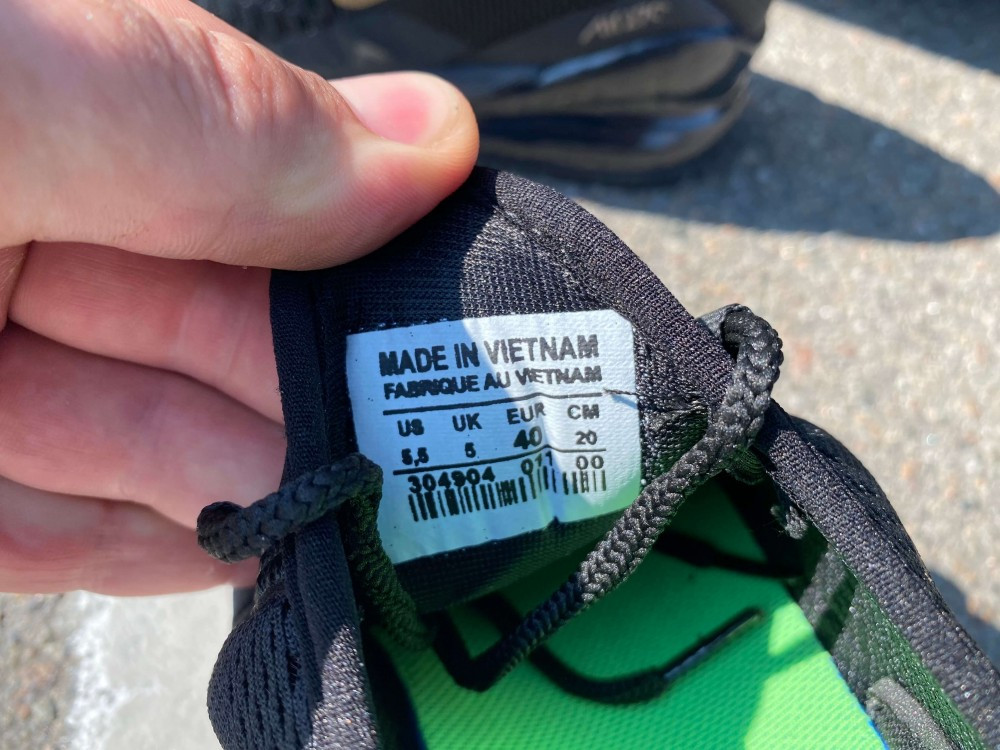 MADE IN VIETNAM
FABRIQUE AU VIETNAM
US UK EUR CM
5,5 5 40 20
304904 011 00